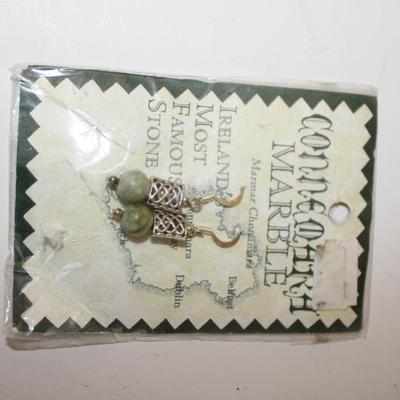 CONNEMARA
MARBLE
Marmar Chonamara
IRELAND'S
MOST
FAMOUS
STONE
Belfast
Dublin